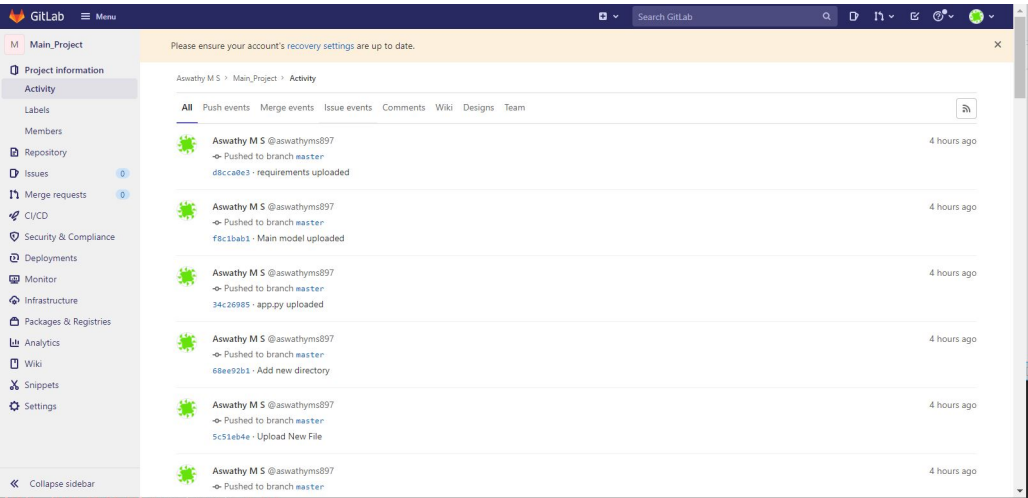 GitLab Menu Search GitLab
M Main_Project
Please ensure your account's recovery settings are up to date.
Project information
Activity
Labels
Members
Repository
Issues 0
Merge requests 0
CI/CD
Security & Compliance
Deployments
Monitor
Infrastructure
Packages & Registries
Analytics
Wiki
Snippets
Settings
Collapse sidebar
Aswathy M S > Main_Project > Activity
All Push events Merge events Issue events Comments Wiki Designs Team
Aswathy M S @aswathyms897 4 hours ago
Pushed to branch master
d8cca0e3 · requirements uploaded
Aswathy M S @aswathyms897 4 hours ago
Pushed to branch master
f8c1bab1 · Main model uploaded
Aswathy M S @aswathyms897 4 hours ago
Pushed to branch master
34c26985 · app.py uploaded
Aswathy M S @aswathyms897 4 hours ago
Pushed to branch master
68ee92b1 · Add new directory
Aswathy M S @aswathyms897 4 hours ago
Pushed to branch master
5c51eb4e · Upload New File
Aswathy M S @aswathyms897 4 hours ago
Pushed to branch master